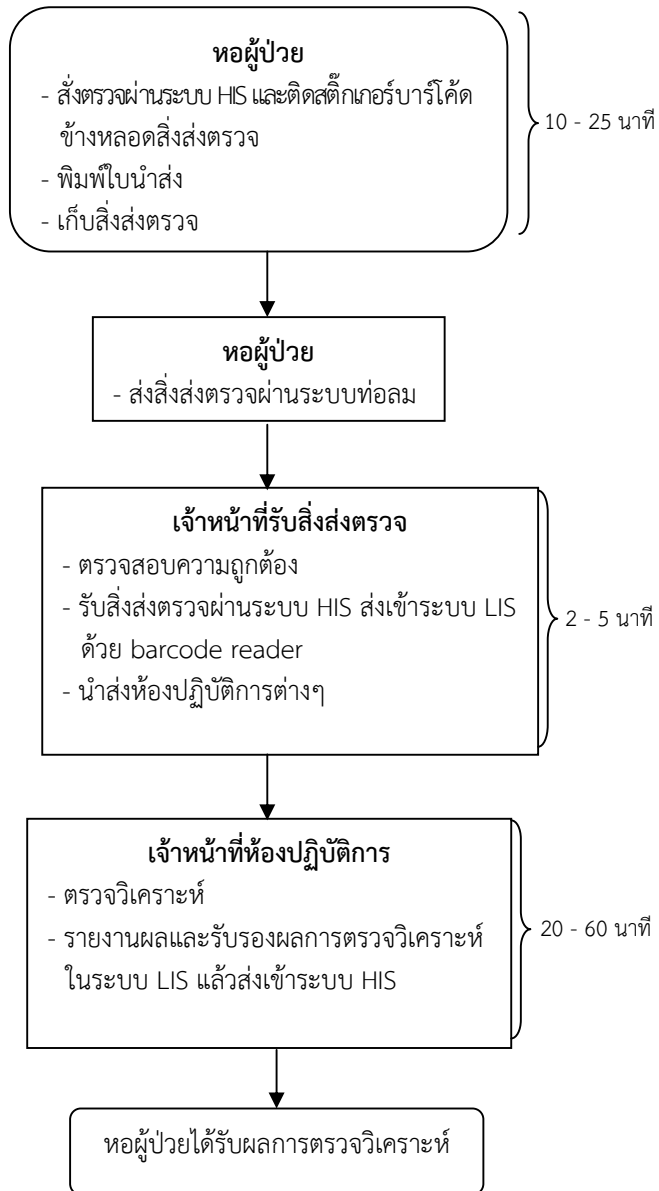 หอผู้ป่วย
- สั่งตรวจผ่านระบบ HIS และติดสติ๊กเกอร์บาร์โค้ด
ข้างหลอดสิ่งส่งตรวจ
- พิมพ์ใบนำส่ง
- เก็บสิ่งส่งตรวจ
10 - 25 นาที
หอผู้ป่วย
- ส่งสิ่งส่งตรวจผ่านระบบท่อลม
เจ้าหน้าที่รับสิ่งส่งตรวจ
- ตรวจสอบความถูกต้อง
- รับสิ่งส่งตรวจผ่านระบบ HIS ส่งเข้าระบบ LIS
ด้วย barcode reader
- นำส่งห้องปฏิบัติการต่างๆ
2 - 5 นาที
เจ้าหน้าที่ห้องปฏิบัติการ
- ตรวจวิเคราะห์
- รายงานผลและรับรองผลการตรวจวิเคราะห์
ในระบบ LIS แล้วส่งเข้าระบบ HIS
20 - 60 นาที
หอผู้ป่วยได้รับผลการตรวจวิเคราะห์